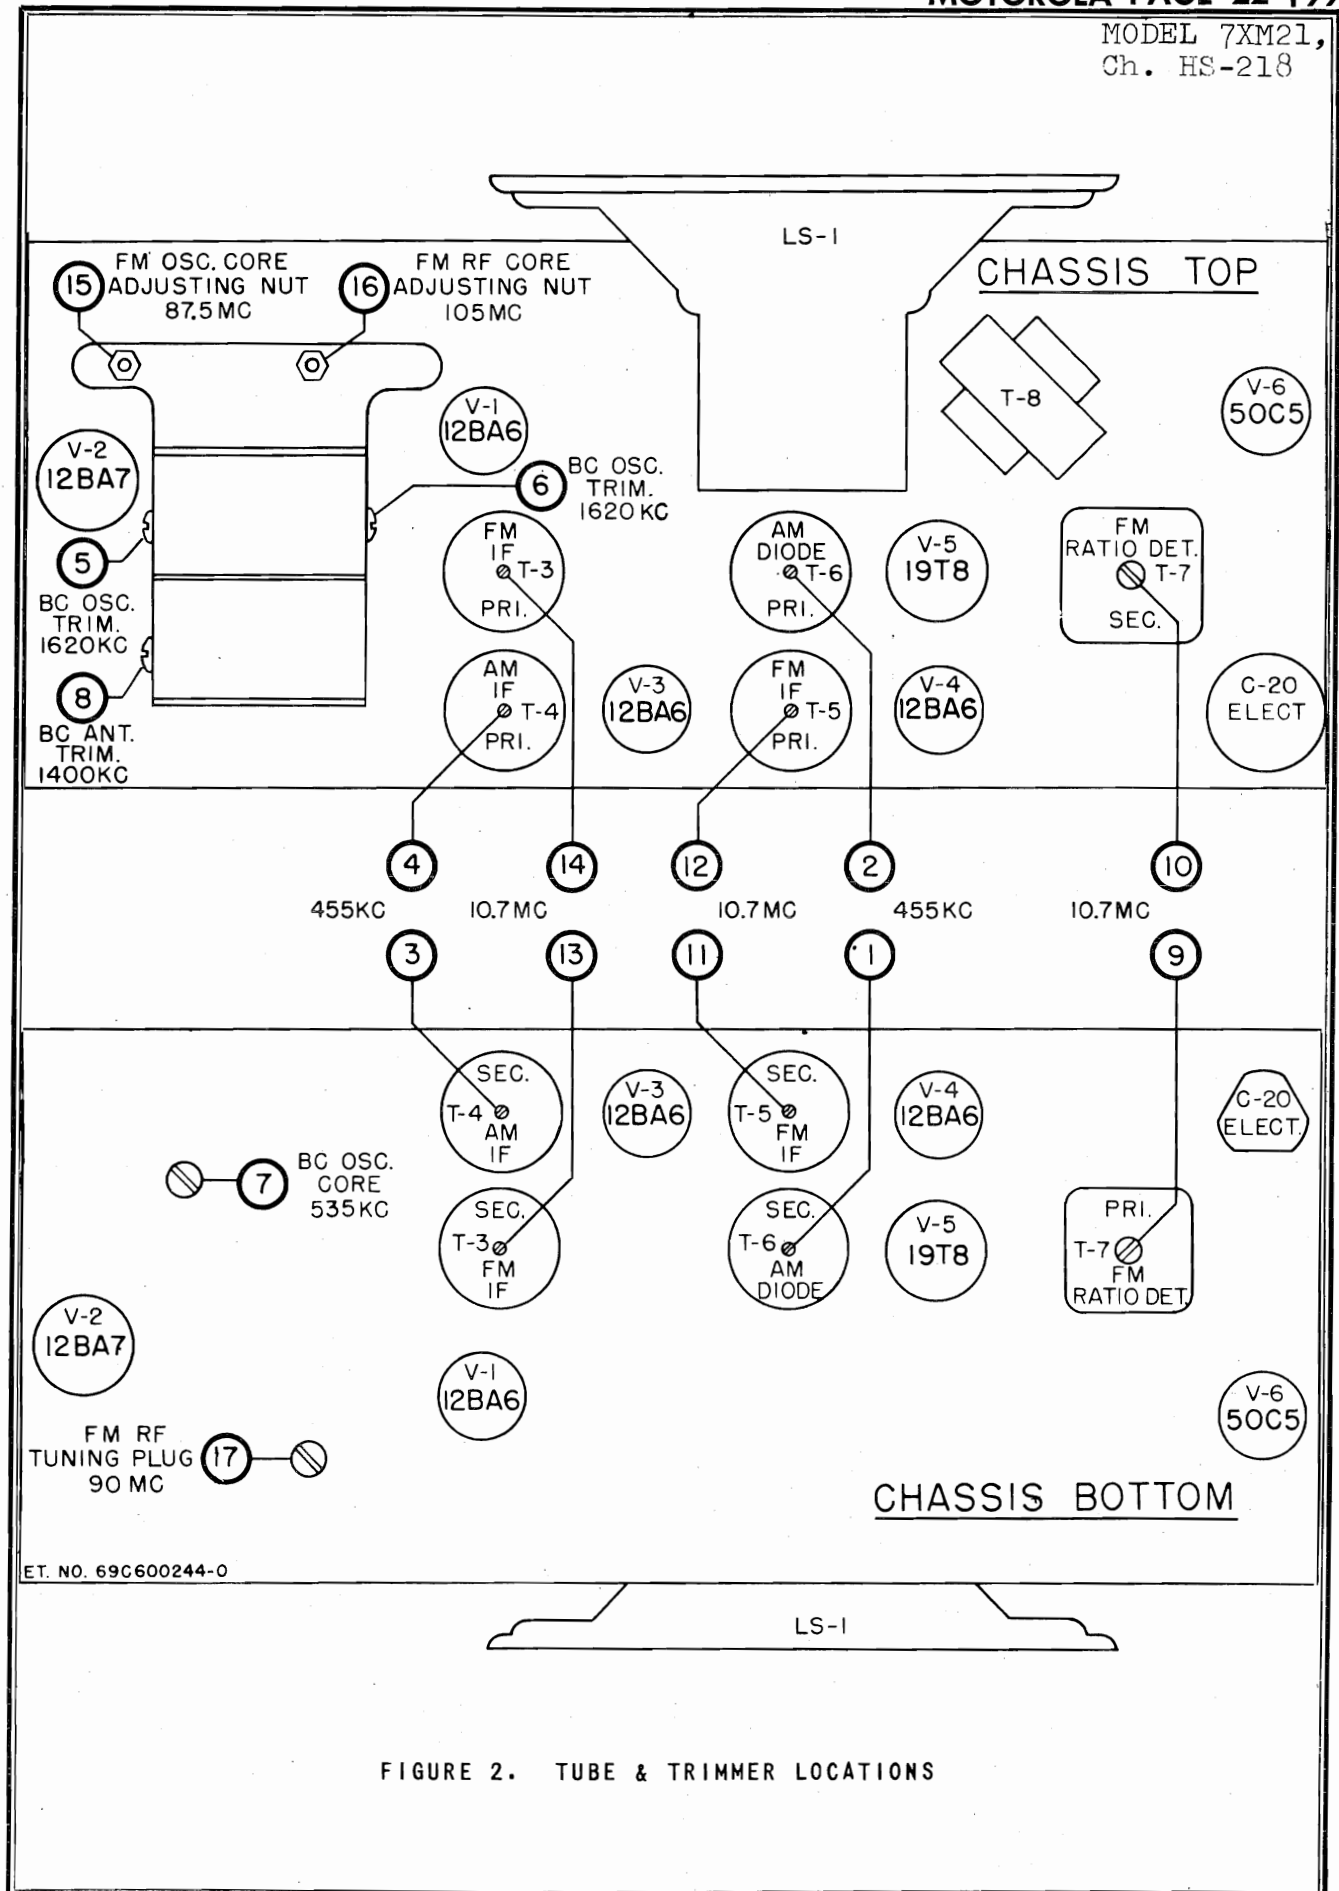 MODEL 7XM21,
Ch. HS-218
LS-1
CHASSIS TOP
15
FM OSC. CORE
ADJUSTING NUT
87.5 MC
16
FM RF CORE
ADJUSTING NUT
105 MC
T-8
V-6
50C5
V-1
12BA6
V-2
12BA7
6
BC OSC.
TRIM.
1620 KC
5
BC OSC.
TRIM.
1620KC
8
BC ANT.
TRIM.
1400KC
FM
IF
T-3
PRI.
AM
DIODE
T-6
PRI.
V-5
19T8
FM
RATIO DET.
T-7
SEC.
AM
IF
T-4
PRI.
V-3
12BA6
FM
IF
T-5
PRI.
V-4
12BA6
C-20
ELECT
4
14
12
2
10
455KC
10.7MC
10.7MC
455KC
10.7MC
3
13
11
1
9
SEC.
T-4
AM
IF
V-3
12BA6
SEC.
T-5
FM
IF
V-4
12BA6
C-20
ELECT.
7
BC OSC.
CORE
535KC
SEC.
T-3
FM
IF
SEC.
T-6
AM
DIODE
V-5
19T8
PRI.
T-7
FM
RATIO DET.
V-2
12BA7
V-1
12BA6
V-6
50C5
FM RF
TUNING PLUG
90 MC
17
CHASSIS BOTTOM
ET. NO. 69C600244-0
LS-1
FIGURE 2. TUBE & TRIMMER LOCATIONS